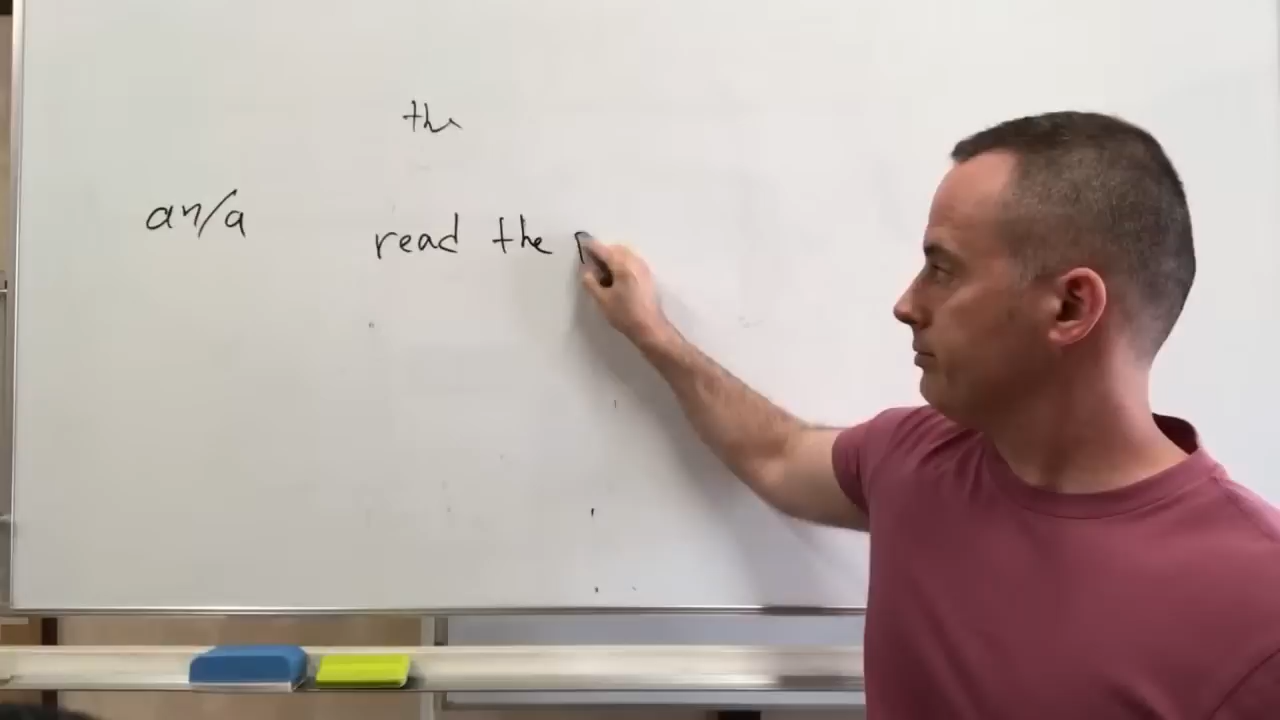 the
an/a
read the